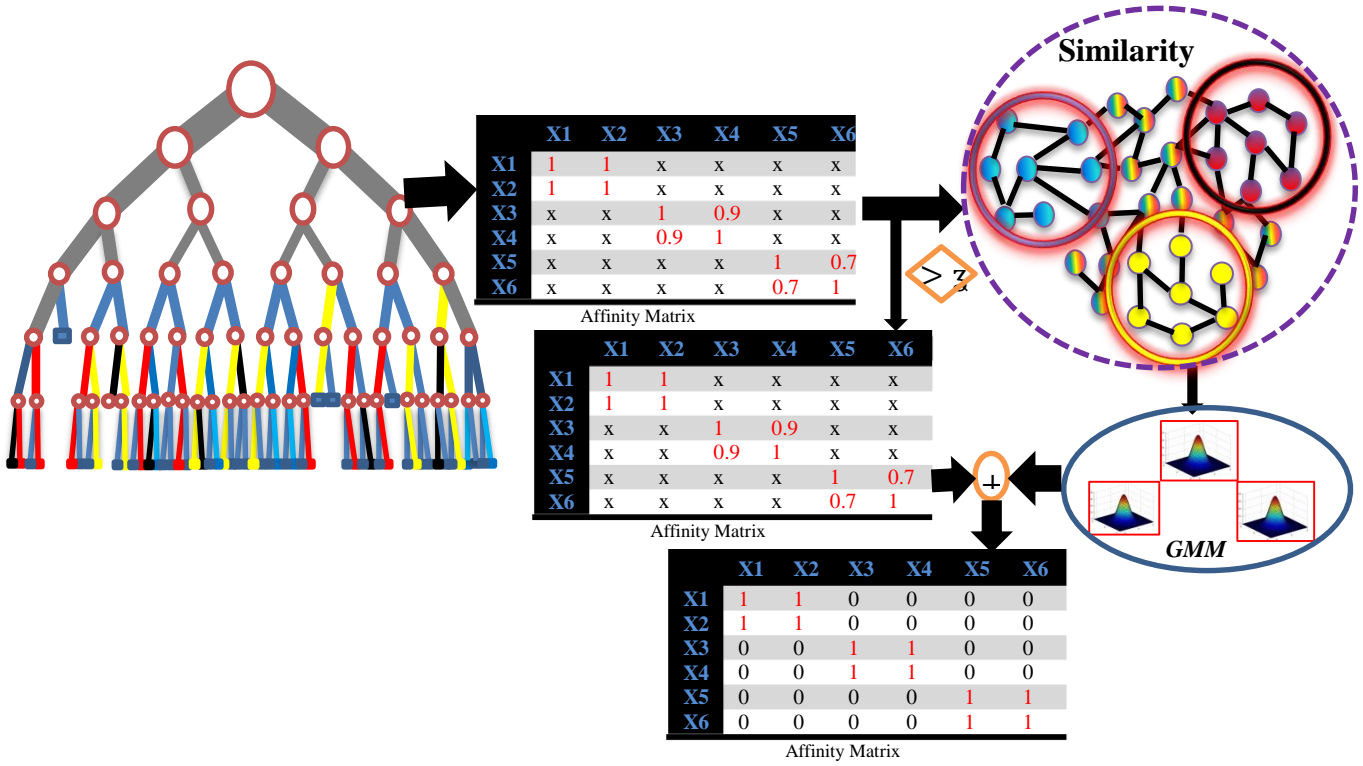 Similarity
X1 X2 X3 X4 X5 X6
X1 1 1 x x x x
X2 1 1 x x x x
X3 x x 1 0.9 x x
X4 x x 0.9 1 x x
X5 x x x x 1 0.7
X6 x x x x 0.7 1
Affinity Matrix
X1 X2 X3 X4 X5 X6
X1 1 1 x x x x
X2 1 1 x x x x
X3 x x 1 0.9 x x
X4 x x 0.9 1 x x
X5 x x x x 1 0.7
X6 x x x x 0.7 1
Affinity Matrix
+
GMM
X1 X2 X3 X4 X5 X6
X1 1 1 0 0 0 0
X2 1 1 0 0 0 0
X3 0 0 1 1 0 0
X4 0 0 1 1 0 0
X5 0 0 0 0 1 1
X6 0 0 0 0 1 1
Affinity Matrix